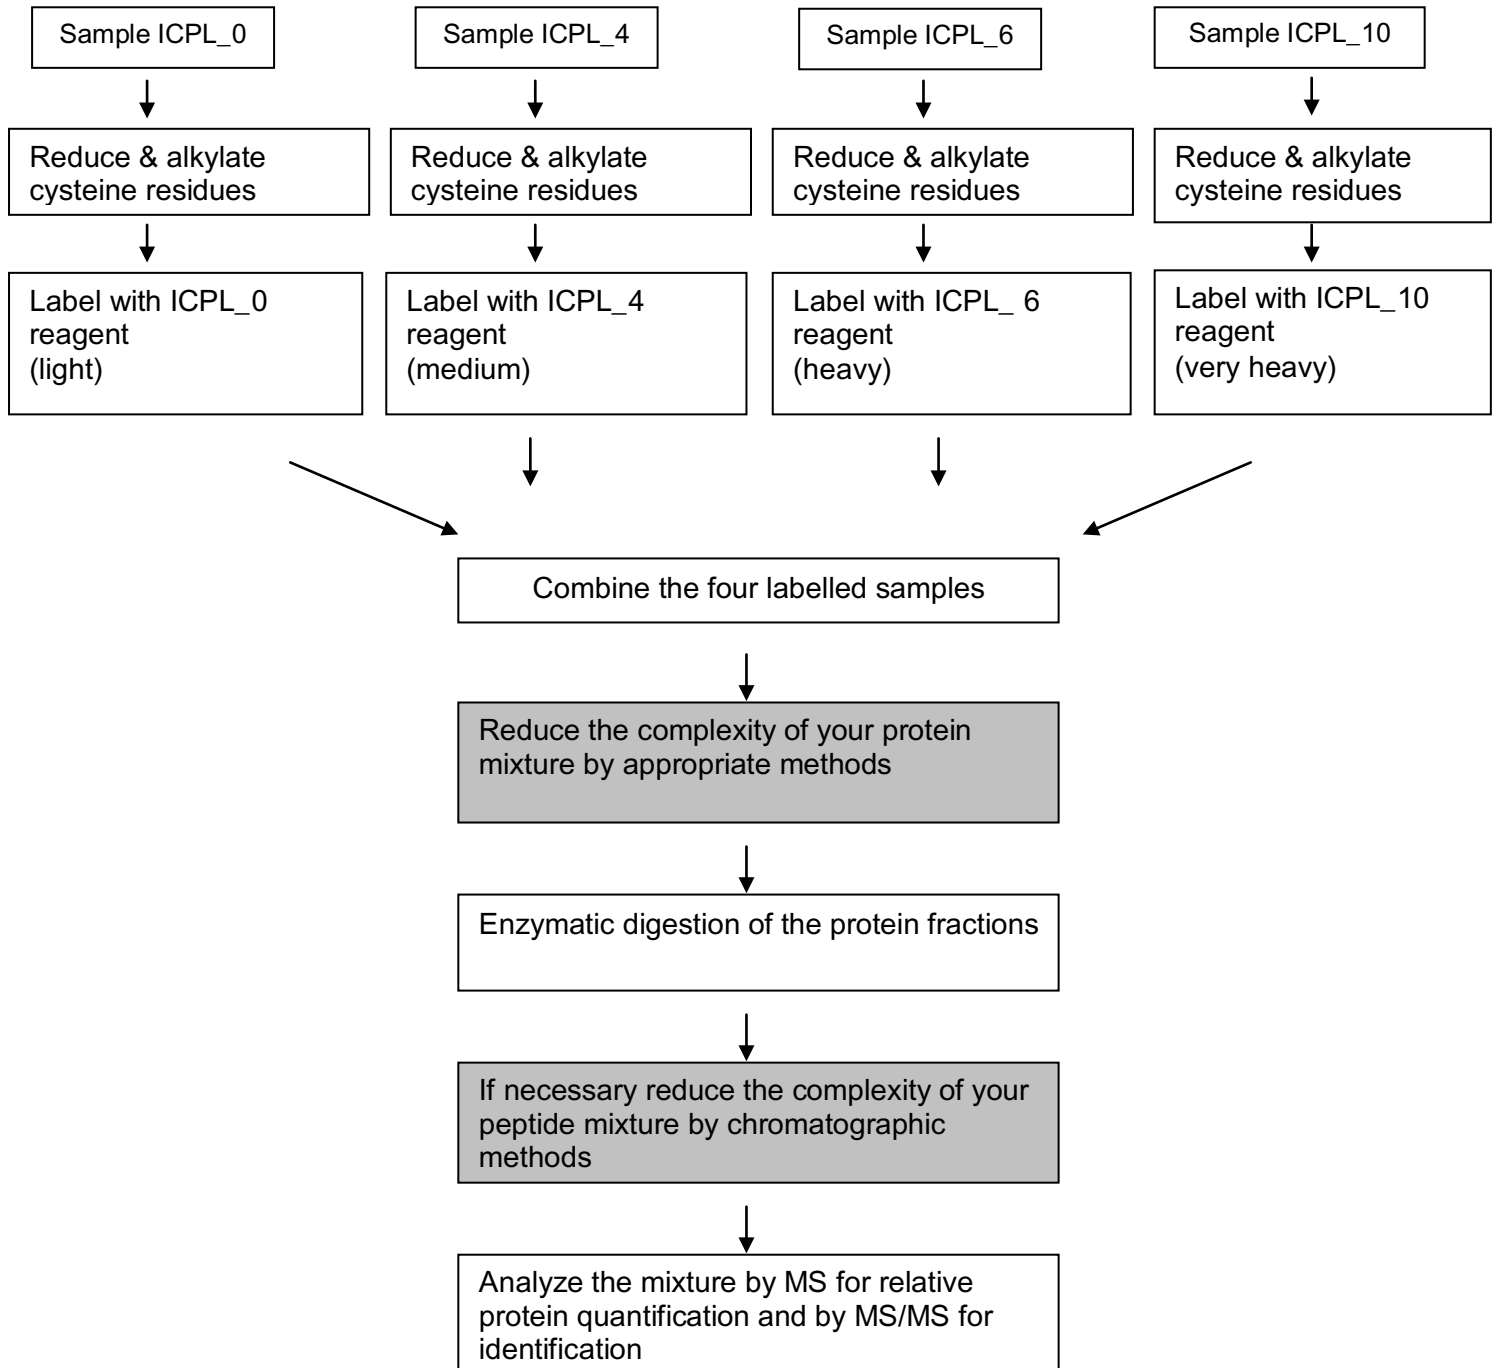 Sample ICPL_0
Sample ICPL_4
Sample ICPL_6
Sample ICPL_10
Reduce & alkylate
cysteine residues
Reduce & alkylate
cysteine residues
Reduce & alkylate
cysteine residues
Reduce & alkylate
cysteine residues
Label with ICPL_0
reagent
(light)
Label with ICPL_4
reagent
(medium)
Label with ICPL_ 6
reagent
(heavy)
Label with ICPL_10
reagent
(very heavy)
Combine the four labelled samples
Reduce the complexity of your protein
mixture by appropriate methods
Enzymatic digestion of the protein fractions
If necessary reduce the complexity of your
peptide mixture by chromatographic
methods
Analyze the mixture by MS for relative
protein quantification and by MS/MS for
identification